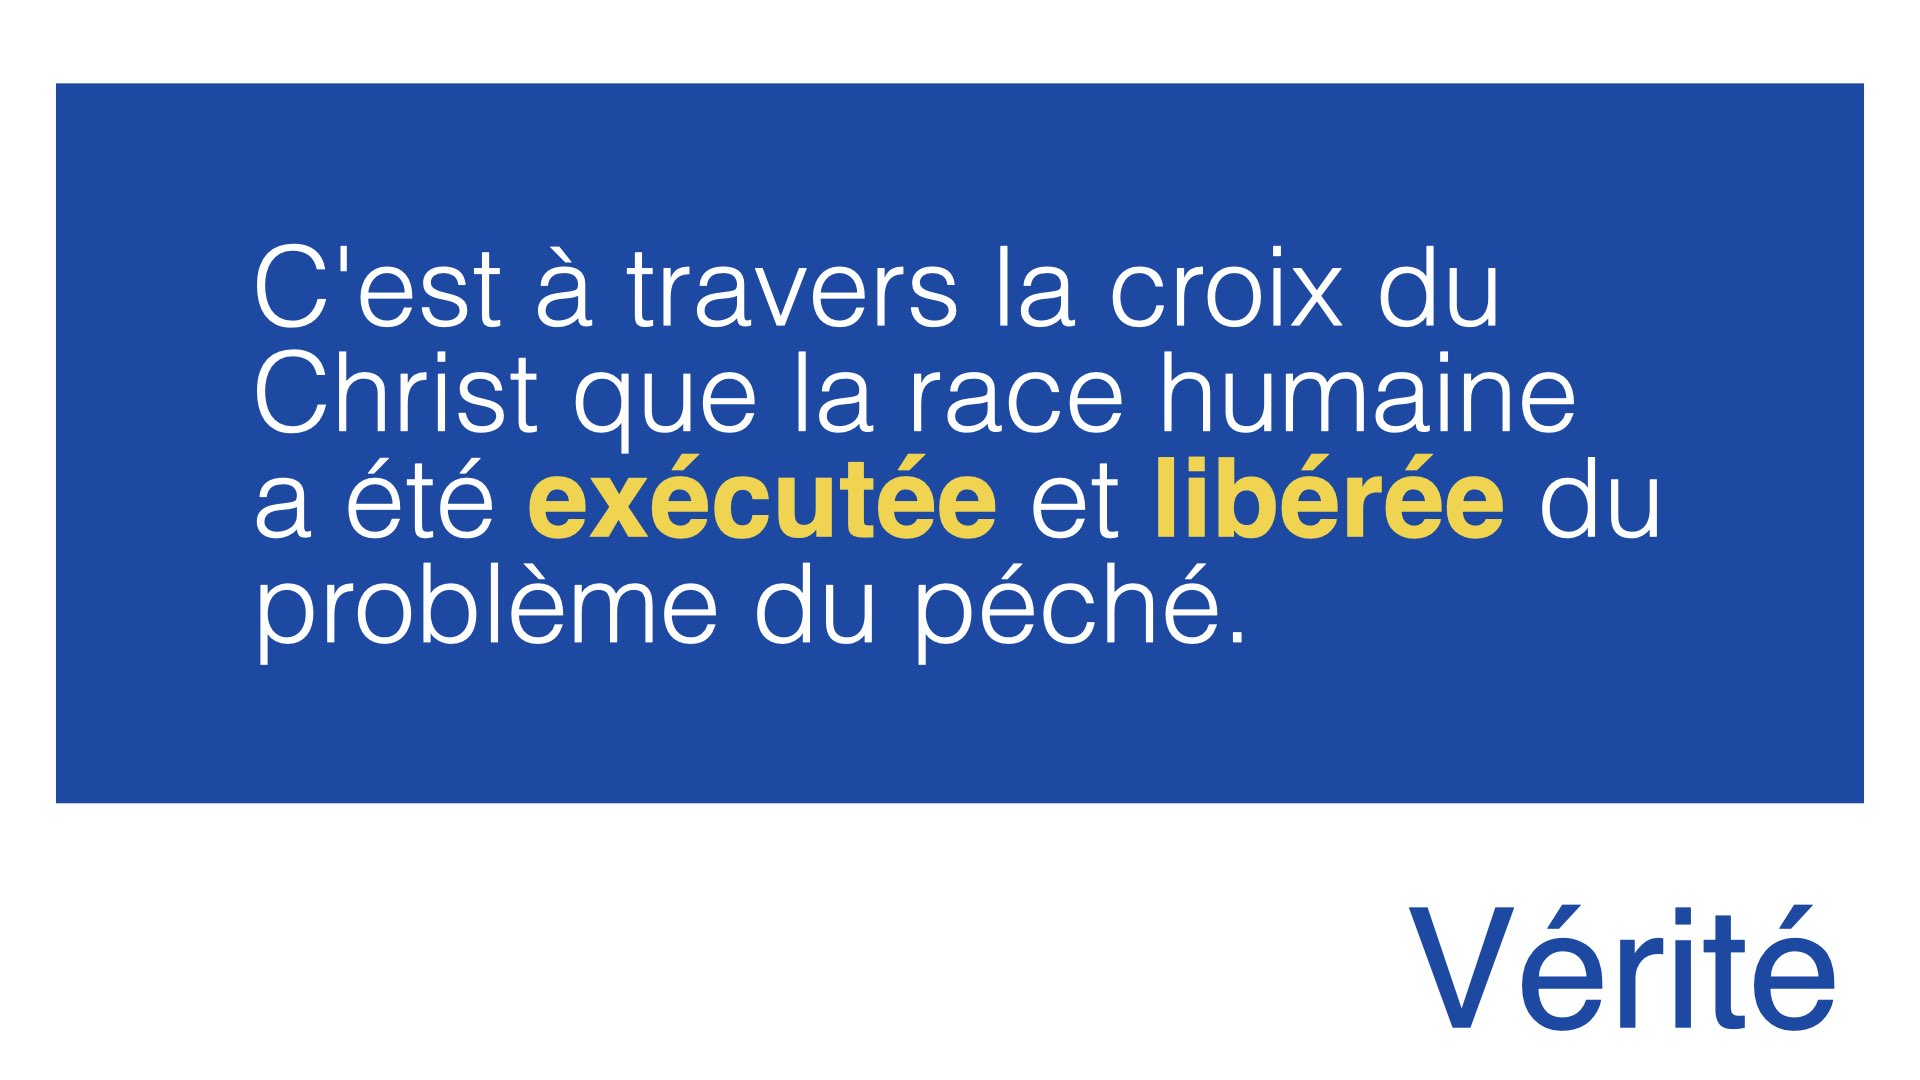 C'est à travers la croix du
Christ que la race humaine
a été exécutée et libérée du
problème du péché.
Vérité